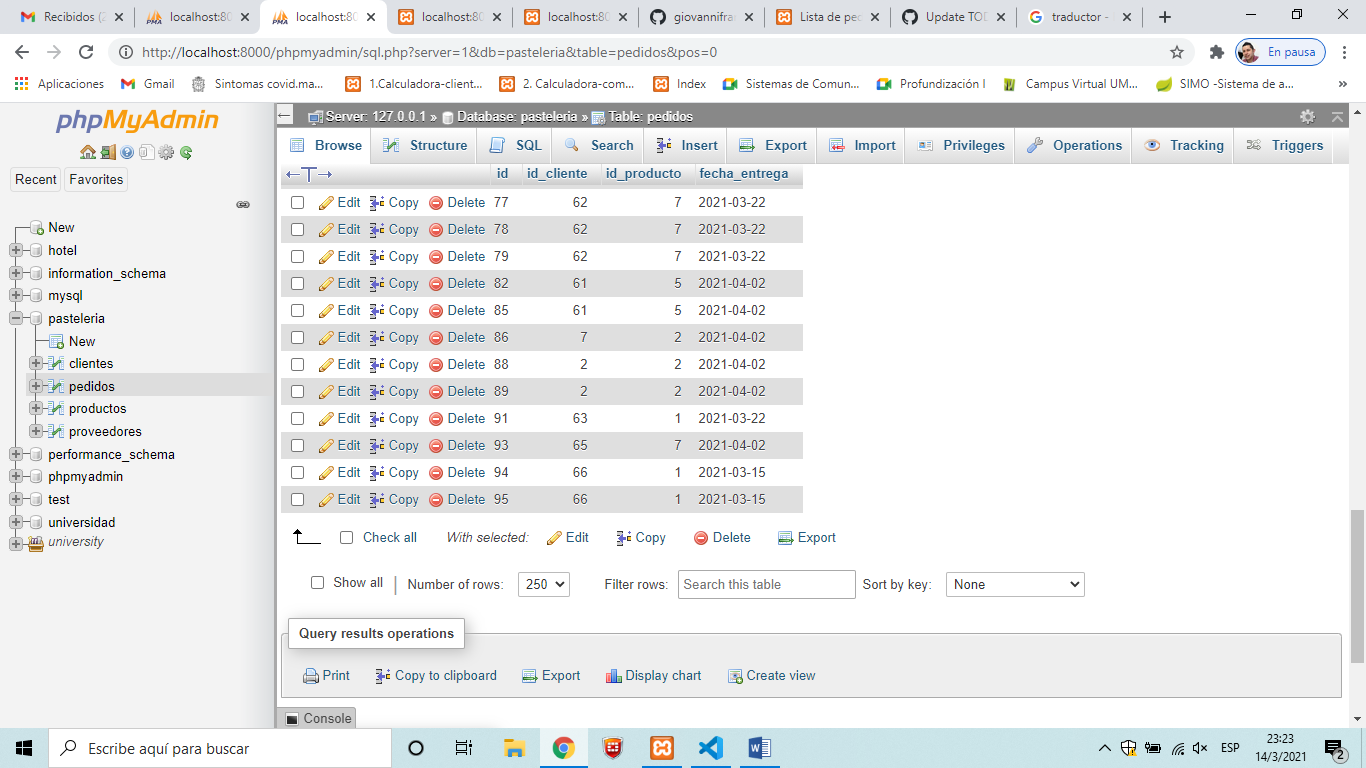 Recibidos (2
localhost:80
localhost:80
localhost:80
localhost:80
giovannifra
Lista de pec
Update TOD
traductor -
http://localhost:8000/phpmyadmin/sql.php?server=1&db=pasteleria&table=pedidos&pos=0
En pausa
Aplicaciones Gmail Sintomas covid.ma... 1.Calculadora-client... 2. Calculadora-com... Index Sistemas de Comun... Profundización I Campus Virtual UM... SIMO -Sistema de a... »
phpMyAdmin
Recent Favorites
New
hotel
information_schema
mysql
pasteleria
New
clientes
pedidos
productos
proveedores
performance_schema
phpmyadmin
test
universidad
university
Server: 127.0.0.1 » Database: pasteleria » Table: pedidos
Browse Structure SQL Search Insert Export Import Privileges Operations Tracking Triggers
←T→ id id_cliente id_producto fecha_entrega
Edit Copy Delete 77 62 7 2021-03-22
Edit Copy Delete 78 62 7 2021-03-22
Edit Copy Delete 79 62 7 2021-03-22
Edit Copy Delete 82 61 5 2021-04-02
Edit Copy Delete 85 61 5 2021-04-02
Edit Copy Delete 86 7 2 2021-04-02
Edit Copy Delete 88 2 2 2021-04-02
Edit Copy Delete 89 2 2 2021-04-02
Edit Copy Delete 91 63 1 2021-03-22
Edit Copy Delete 93 65 7 2021-04-02
Edit Copy Delete 94 66 1 2021-03-15
Edit Copy Delete 95 66 1 2021-03-15
Check all With selected: Edit Copy Delete Export
Show all | Number of rows: 250 Filter rows: Search this table Sort by key: None
Query results operations
Print Copy to clipboard Export Display chart Create view
Console
Escribe aquí para buscar
ESP
23:23
14/3/2021
2